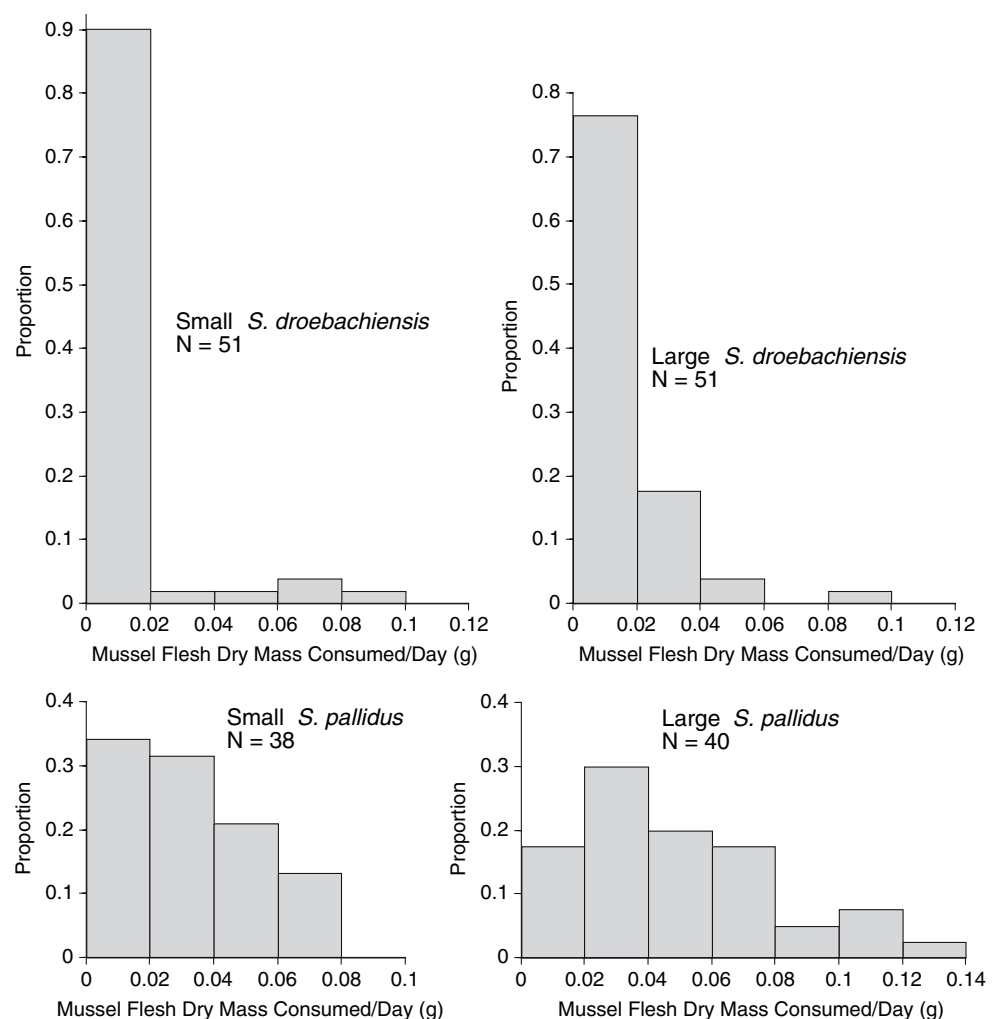 0.9
0.8
0.7
0.6
0.5
0.4
0.3
0.2
0.1
0
Proportion
Small S. droebachiensis
N = 51
0 0.02 0.04 0.06 0.08 0.1 0.12
Mussel Flesh Dry Mass Consumed/Day (g)
0.8
0.7
0.6
0.5
0.4
0.3
0.2
0.1
0
Proportion
Large S. droebachiensis
N = 51
0 0.02 0.04 0.06 0.08 0.1 0.12
Mussel Flesh Dry Mass Consumed/Day (g)
0.4
0.3
0.2
0.1
0
Proportion
Small S. pallidus
N = 38
0 0.02 0.04 0.06 0.08 0.1
Mussel Flesh Dry Mass Consumed/Day (g)
0.4
0.3
0.2
0.1
0
Proportion
Large S. pallidus
N = 40
0 0.02 0.04 0.06 0.08 0.1 0.12 0.14
Mussel Flesh Dry Mass Consumed/Day (g)